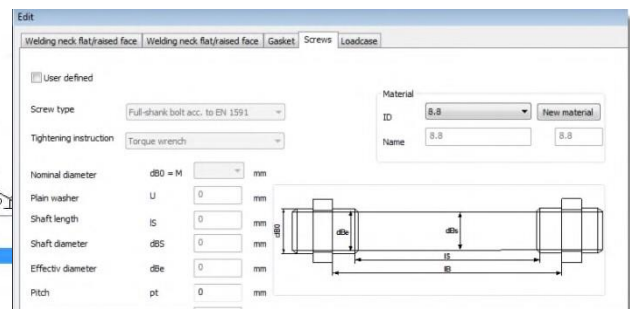 Edit
Welding neck flat/raised face Welding neck flat/raised face Gasket Screws Loadcase
User defined
Screw type Full-shank bolt acc. to EN 1591
Tightening instruction Torque wrench
Material
ID 8.8 New material
Name 8.8 8.8
Nominal diameter dB0 = M mm
Plain washer U 0 mm
Shaft length lS 0 mm
Shaft diameter dBS 0 mm
Effectiv diameter dBe 0 mm
Pitch pt 0 mm
dB0 dBe dBs
lS
lB